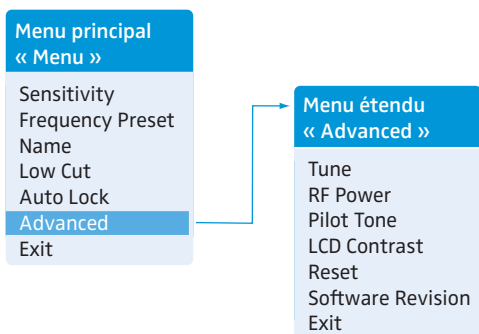 Menu principal
« Menu »
Sensitivity
Frequency Preset
Name
Low Cut
Auto Lock
Advanced
Exit
Menu étendu
« Advanced »
Tune
RF Power
Pilot Tone
LCD Contrast
Reset
Software Revision
Exit